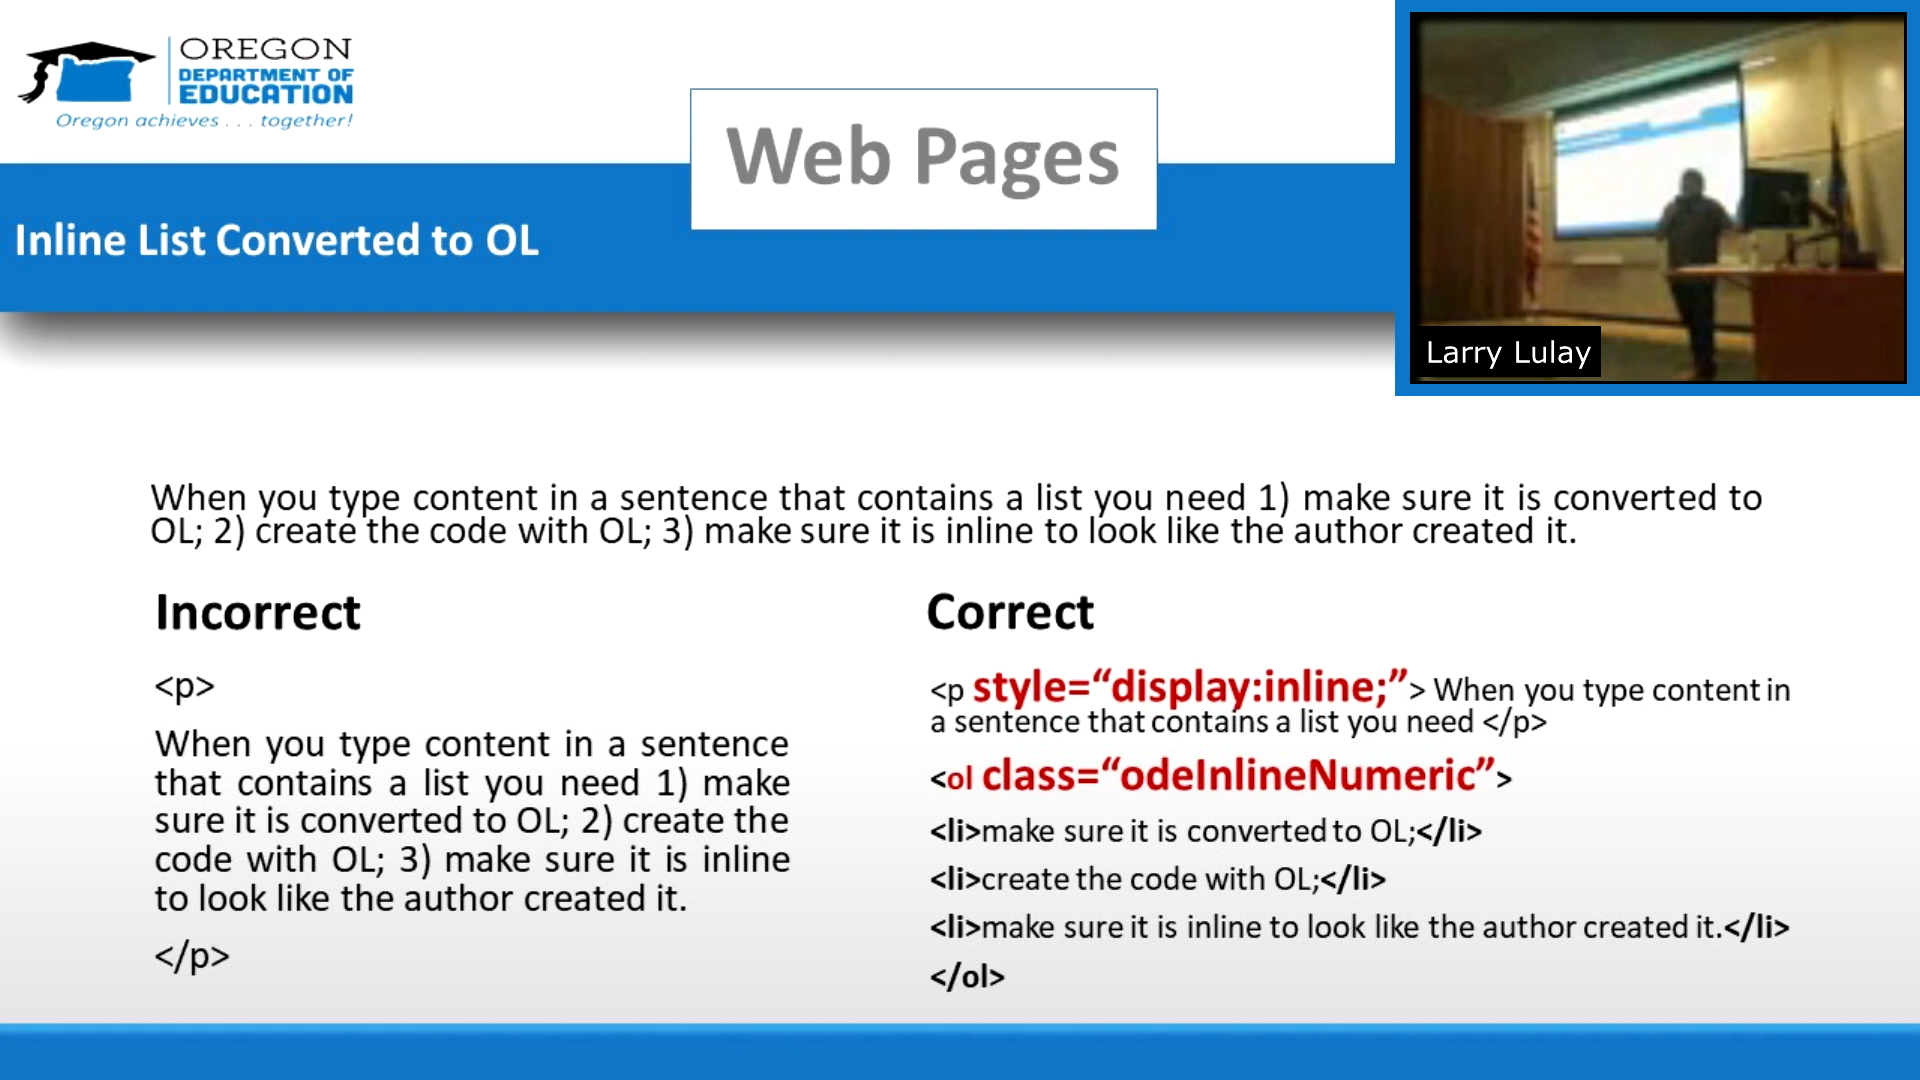 OREGON
DEPARTMENT OF
EDUCATION
Oregon achieves . . . together!
Web Pages
Inline List Converted to OL
Larry Lulay
When you type content in a sentence that contains a list you need 1) make sure it is converted to
OL; 2) create the code with OL; 3) make sure it is inline to look like the author created it.
Incorrect
<p>
When you type content in a sentence
that contains a list you need 1) make
sure it is converted to OL; 2) create the
code with OL; 3) make sure it is inline
to look like the author created it.
</p>
Correct
<p style=“display:inline;”> When you type content in
a sentence that contains a list you need </p>
<ol class=“odeInlineNumeric”>
<li>make sure it is converted to OL;</li>
<li>create the code with OL;</li>
<li>make sure it is inline to look like the author created it.</li>
</ol>